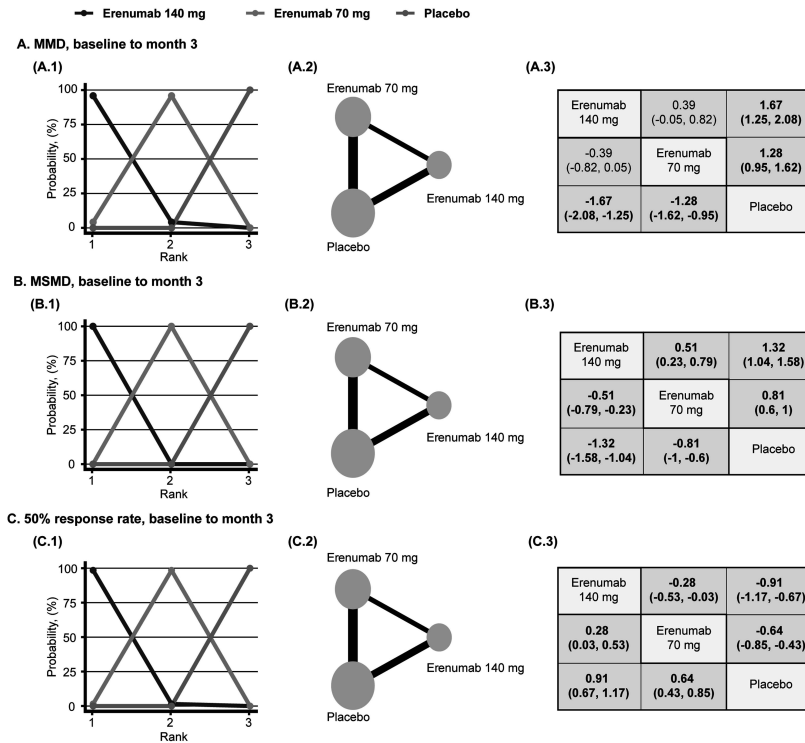 Erenumab 140 mg Erenumab 70 mg Placebo
A. MMD, baseline to month 3
(A.1) (A.2) (A.3)
Probability, (%)
100
75
50
25
0
1 2 3
Rank
Erenumab 70 mg
Erenumab 140 mg
Placebo
Erenumab 140 mg 0.39 (-0.05, 0.82) 1.67 (1.25, 2.08)
-0.39 (-0.82, 0.05) Erenumab 70 mg 1.28 (0.95, 1.62)
-1.67 (-2.08, -1.25) -1.28 (-1.62, -0.95) Placebo
B. MSMD, baseline to month 3
(B.1) (B.2) (B.3)
Probability, (%)
100
75
50
25
0
1 2 3
Rank
Erenumab 70 mg
Erenumab 140 mg
Placebo
Erenumab 140 mg 0.51 (0.23, 0.79) 1.32 (1.04, 1.58)
-0.51 (-0.79, -0.23) Erenumab 70 mg 0.81 (0.6, 1)
-1.32 (-1.58, -1.04) -0.81 (-1, -0.6) Placebo
C. 50% response rate, baseline to month 3
(C.1) (C.2) (C.3)
Probability, (%)
100
75
50
25
0
1 2 3
Rank
Erenumab 70 mg
Erenumab 140 mg
Placebo
Erenumab 140 mg -0.28 (-0.53, -0.03) -0.91 (-1.17, -0.67)
0.28 (0.03, 0.53) Erenumab 70 mg -0.64 (-0.85, -0.43)
0.91 (0.67, 1.17) 0.64 (0.43, 0.85) Placebo